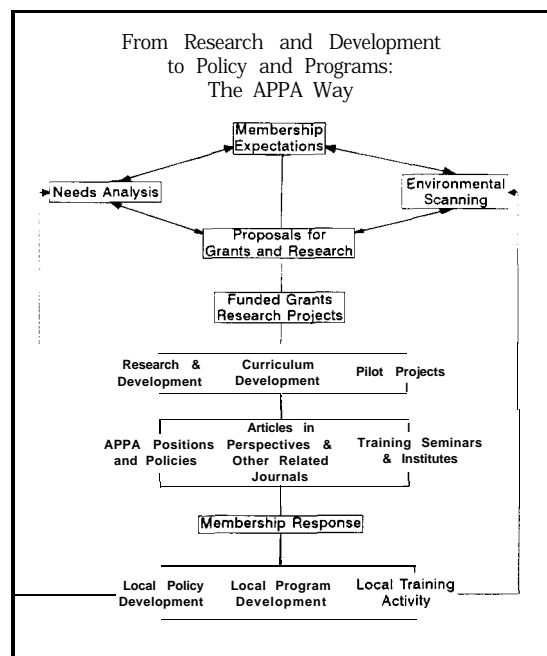 From Research and Development
to Policy and Programs:
The APPA Way
Membership
Expectations
Needs Analysis
Environmental
Scanning
Proposals for
Grants and Research
Funded Grants
Research Projects
Research &
Development
Curriculum
Development
Pilot Projects
APPA Positions
and Policies
Articles in
Perspectives &
Other Related
Journals
Training Seminars
& Institutes
Membership Response
Local Policy
Development
Local Program
Development
Local Training
Activity